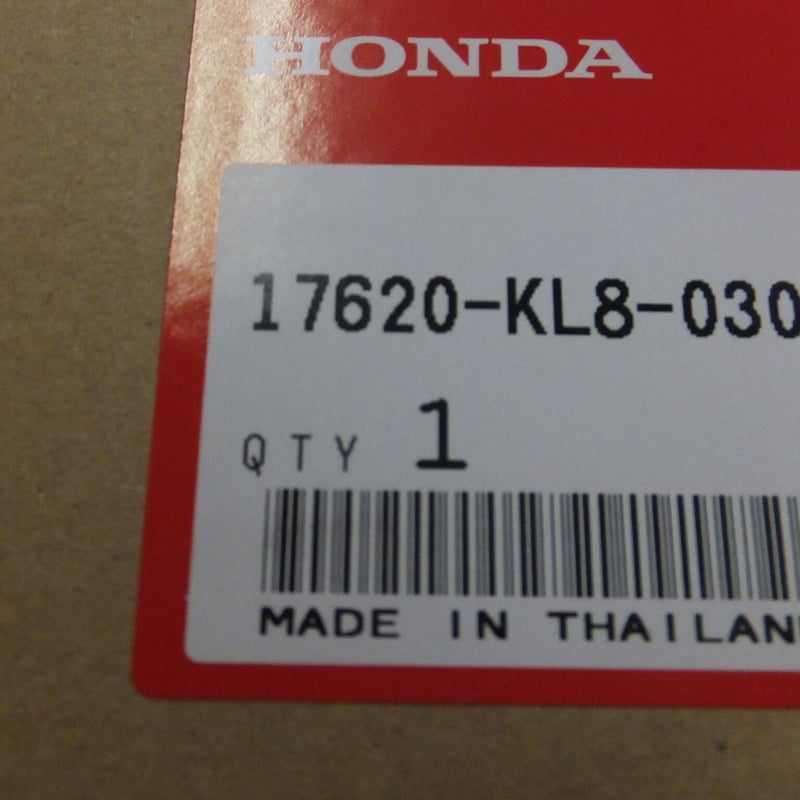 HONDA
17620-KL8-030
QTY 1
MADE IN THAILAN